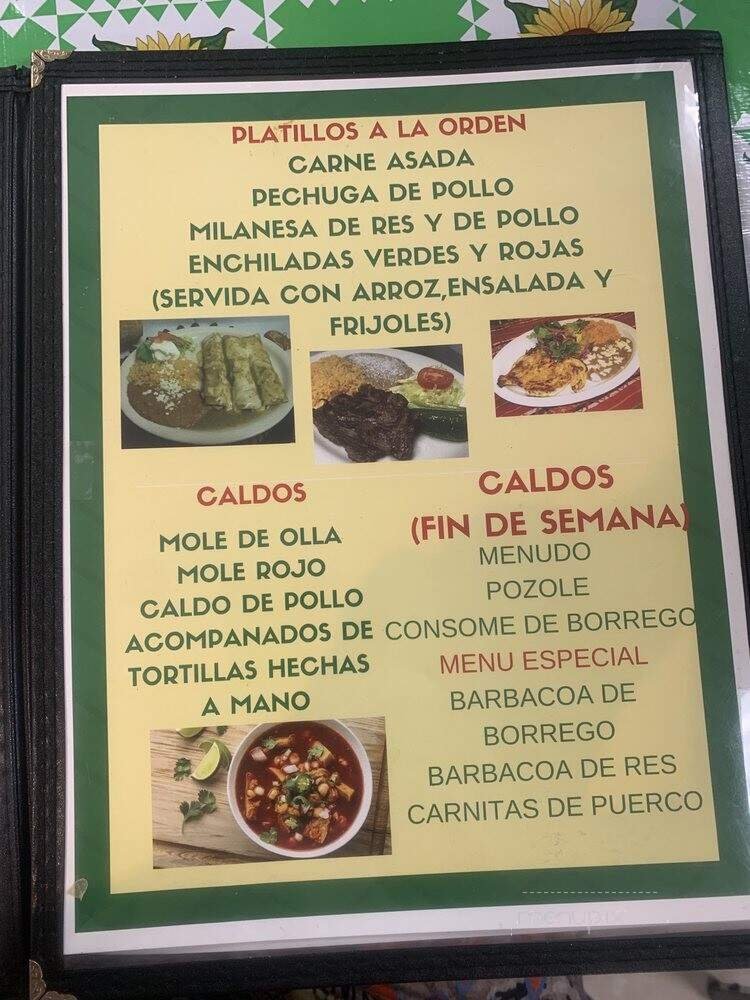 PLATILLOS A LA ORDEN
CARNE ASADA
PECHUGA DE POLLO
MILANESA DE RES Y DE POLLO
ENCHILADAS VERDES Y ROJAS
(SERVIDA CON ARROZ,ENSALADA Y
FRIJOLES)
CALDOS
MOLE DE OLLA
MOLE ROJO
CALDO DE POLLO
ACOMPANADOS DE
TORTILLAS HECHAS
A MANO
CALDOS
(FIN DE SEMANA)
MENUDO
POZOLE
CONSOME DE BORREGO
MENU ESPECIAL
BARBACOA DE
BORREGO
BARBACOA DE RES
CARNITAS DE PUERCO